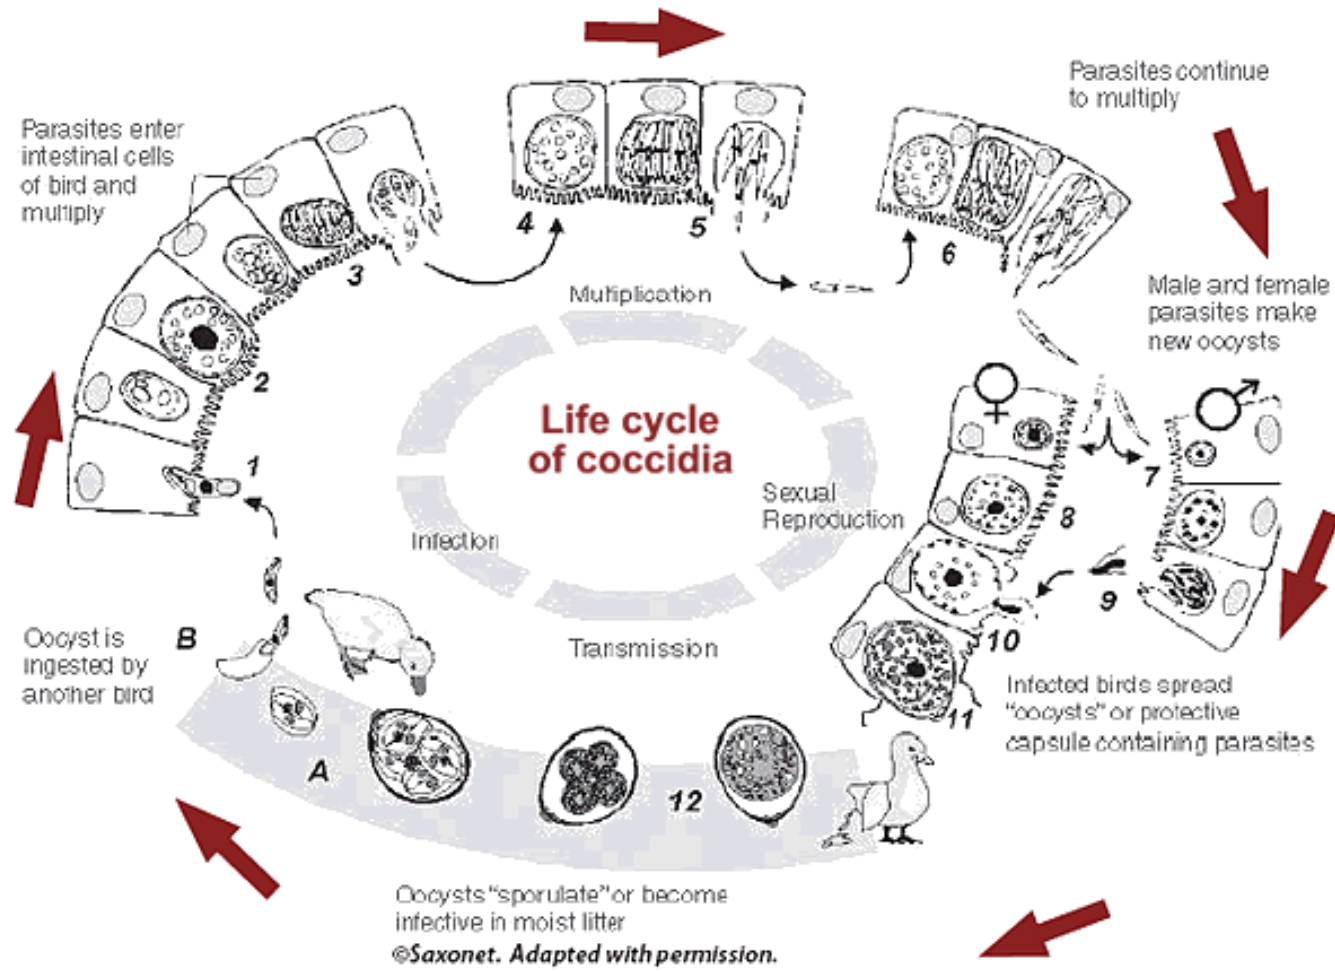 Parasites continue
to multiply
Parasites enter
intestinal cells
of bird and
multiply
4
5
6
3
Multiplication
Male and female
parasites make
new oocysts
2
Life cycle
of coccidia
1
7
Sexual
Reproduction
8
Infection
9
Oocyst is
ingested by
another bird
B
Transmission
10
Infected birds spread
"oocysts" or protective
capsule containing parasites
11
A
12
Oocysts "sporulate" or become
infective in moist litter
©Saxonet. Adapted with permission.